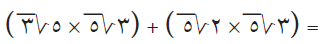 = (٣√٥ × ٢√٥) + (٣√٥ × ٥√٣)